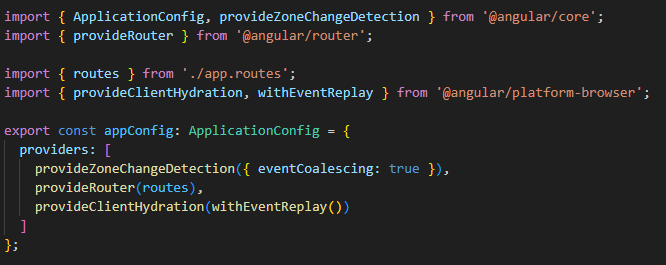 import { ApplicationConfig, provideZoneChangeDetection } from '@angular/core';
import { provideRouter } from '@angular/router';

import { routes } from './app.routes';
import { provideClientHydration, withEventReplay } from '@angular/platform-browser';

export const appConfig: ApplicationConfig = {
  providers: [
    provideZoneChangeDetection({ eventCoalescing: true }),
    provideRouter(routes),
    provideClientHydration(withEventReplay())
  ]
};